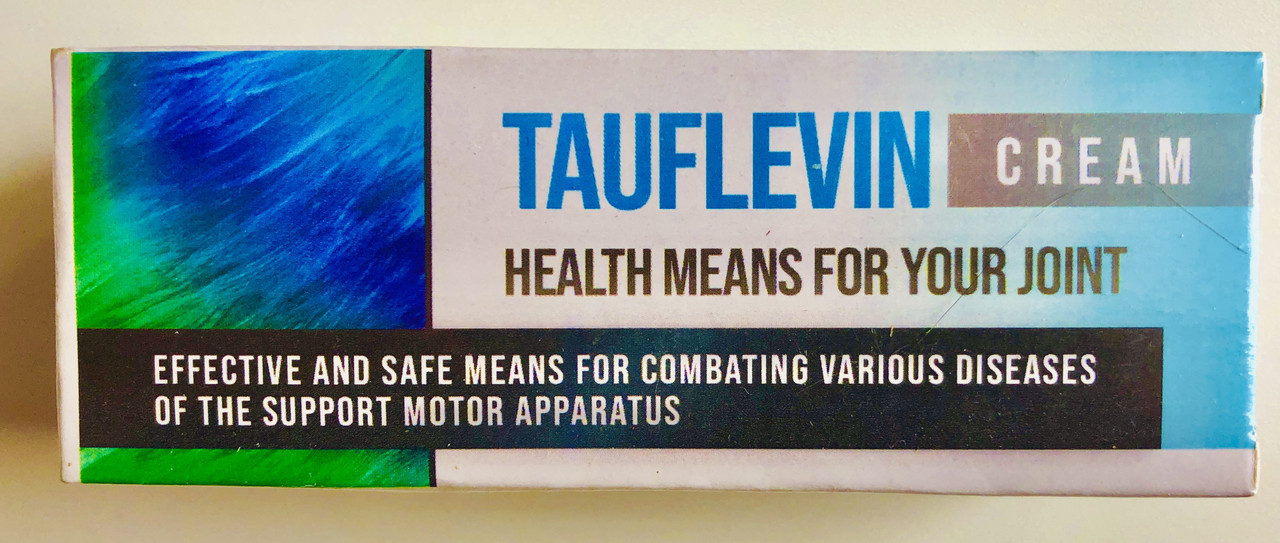 TAUFLEVIN CREAM
HEALTH MEANS FOR YOUR JOINT
EFFECTIVE AND SAFE MEANS FOR COMBATING VARIOUS DISEASES
OF THE SUPPORT MOTOR APPARATUS